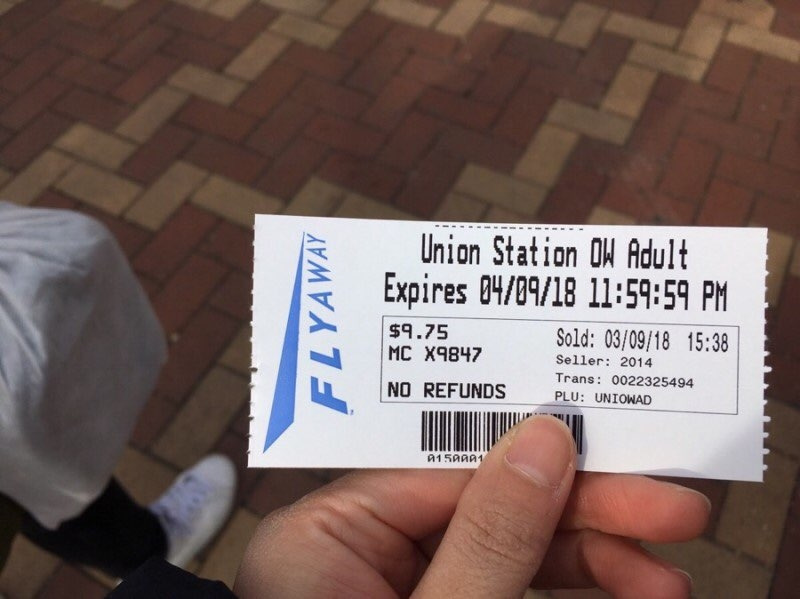 FLYAWAY
Union Station OW Adult
Expires 04/09/18 11:59:59 PM
$9.75
MC X9847
NO REFUNDS
Sold: 03/09/18 15:38
Seller: 2014
Trans: 0022325494
PLU: UNIOWAD